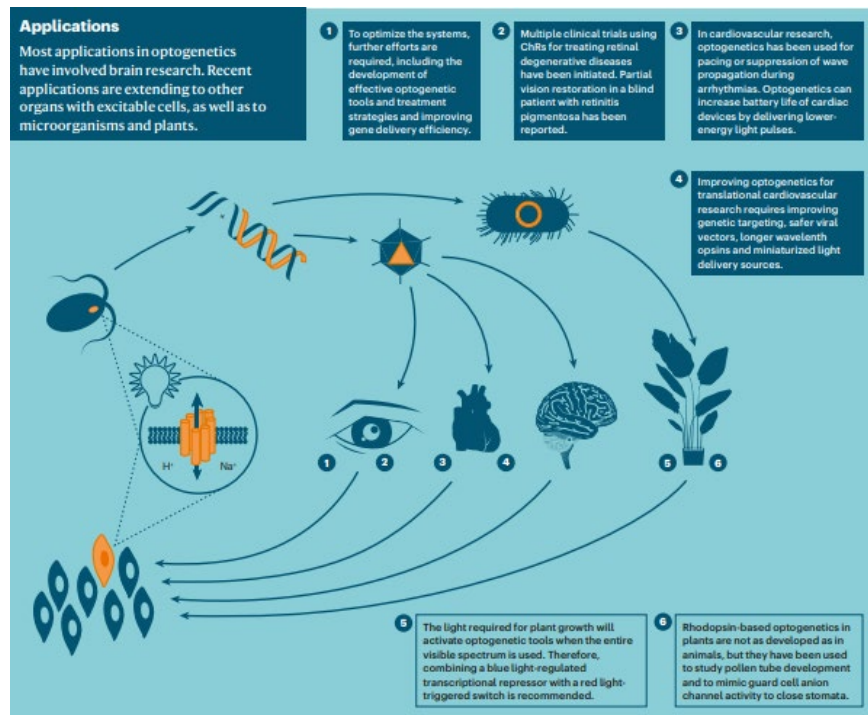 Applications
Most applications in optogenetics
have involved brain research. Recent
applications are extending to other
organs with excitable cells, as well as to
microorganisms and plants.
1
To optimize the systems,
further efforts are
required, including the
development of
effective optogenetic
tools and treatment
strategies and improving
gene delivery efficiency.
2
Multiple clinical trials using
ChRs for treating retinal
degenerative diseases
have been initiated. Partial
vision restoration in a blind
patient with retinitis
pigmentosa has been
reported.
3
In cardiovascular research,
optogenetics has been used for
pacing or suppression of wave
propagation during
arrhythmias. Optogenetics can
increase battery life of cardiac
devices by delivering lower-
energy light pulses.
4
Improving optogenetics for
translational cardiovascular
research requires improving
genetic targeting, safer viral
vectors, longer wavelenth
opsins and miniaturized light
delivery sources.
H⁺
Na⁺
1
2
3
4
5
6
5
The light required for plant growth will
activate optogenetic tools when the entire
visible spectrum is used. Therefore,
combining a blue light-regulated
transcriptional repressor with a red light-
triggered switch is recommended.
6
Rhodopsin-based optogenetics in
plants are not as developed as in
animals, but they have been used
to study pollen tube development
and to mimic guard cell anion
channel activity to close stomata.